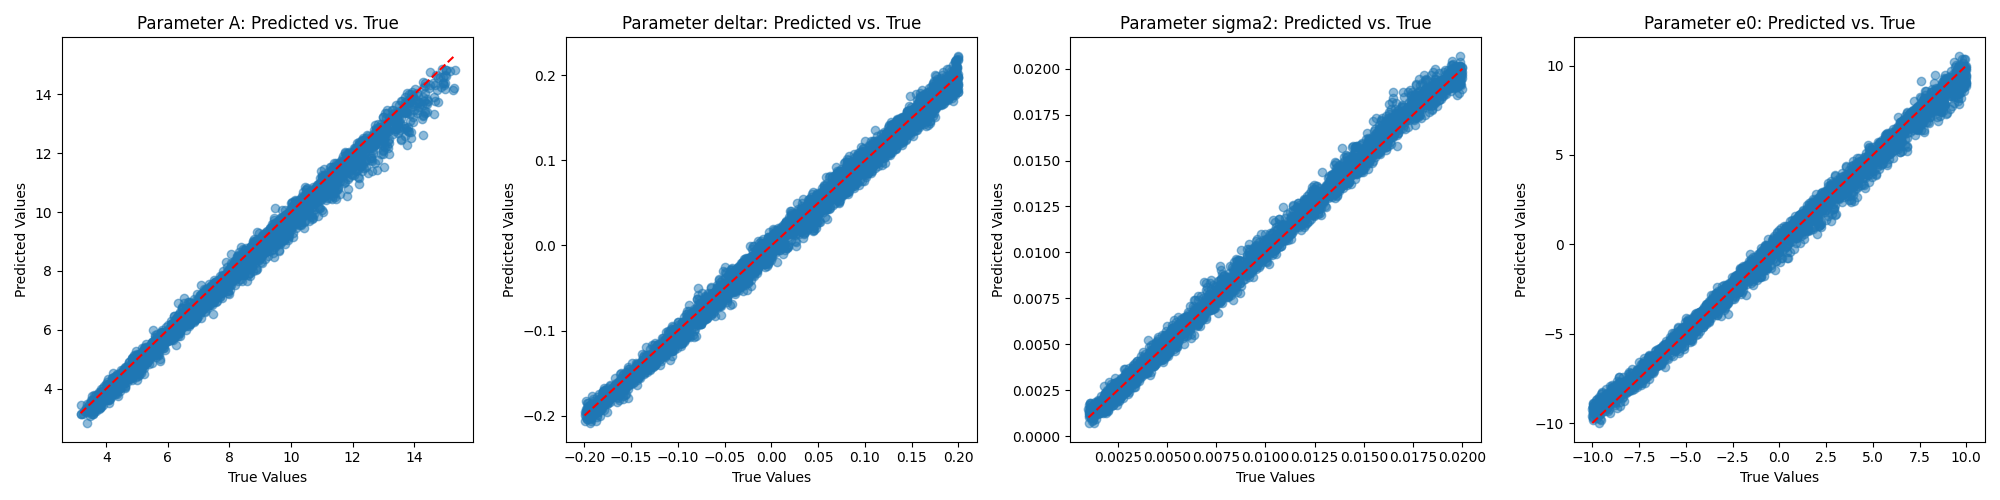 Parameter A: Predicted vs. True
Predicted Values
14
12
10
8
6
4
4 6 8 10 12 14
True Values
Parameter deltar: Predicted vs. True
Predicted Values
0.2
0.1
0.0
−0.1
−0.2
−0.20 −0.15 −0.10 −0.05 0.00 0.05 0.10 0.15 0.20
True Values
Parameter sigma2: Predicted vs. True
Predicted Values
0.0200
0.0175
0.0150
0.0125
0.0100
0.0075
0.0050
0.0025
0.0000
0.0025 0.0050 0.0075 0.0100 0.0125 0.0150 0.0175 0.0200
True Values
Parameter e0: Predicted vs. True
Predicted Values
10
5
0
−5
−10
−10.0 −7.5 −5.0 −2.5 0.0 2.5 5.0 7.5 10.0
True Values